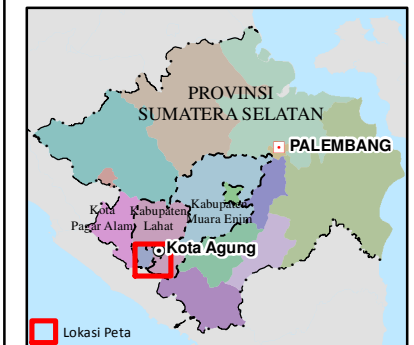 PROVINSI
SUMATERA SELATAN
PALEMBANG
Kota
Pagar Alam
Kabupaten
Lahat
Kabupaten
Muara Enim
Kota Agung
Lokasi Peta